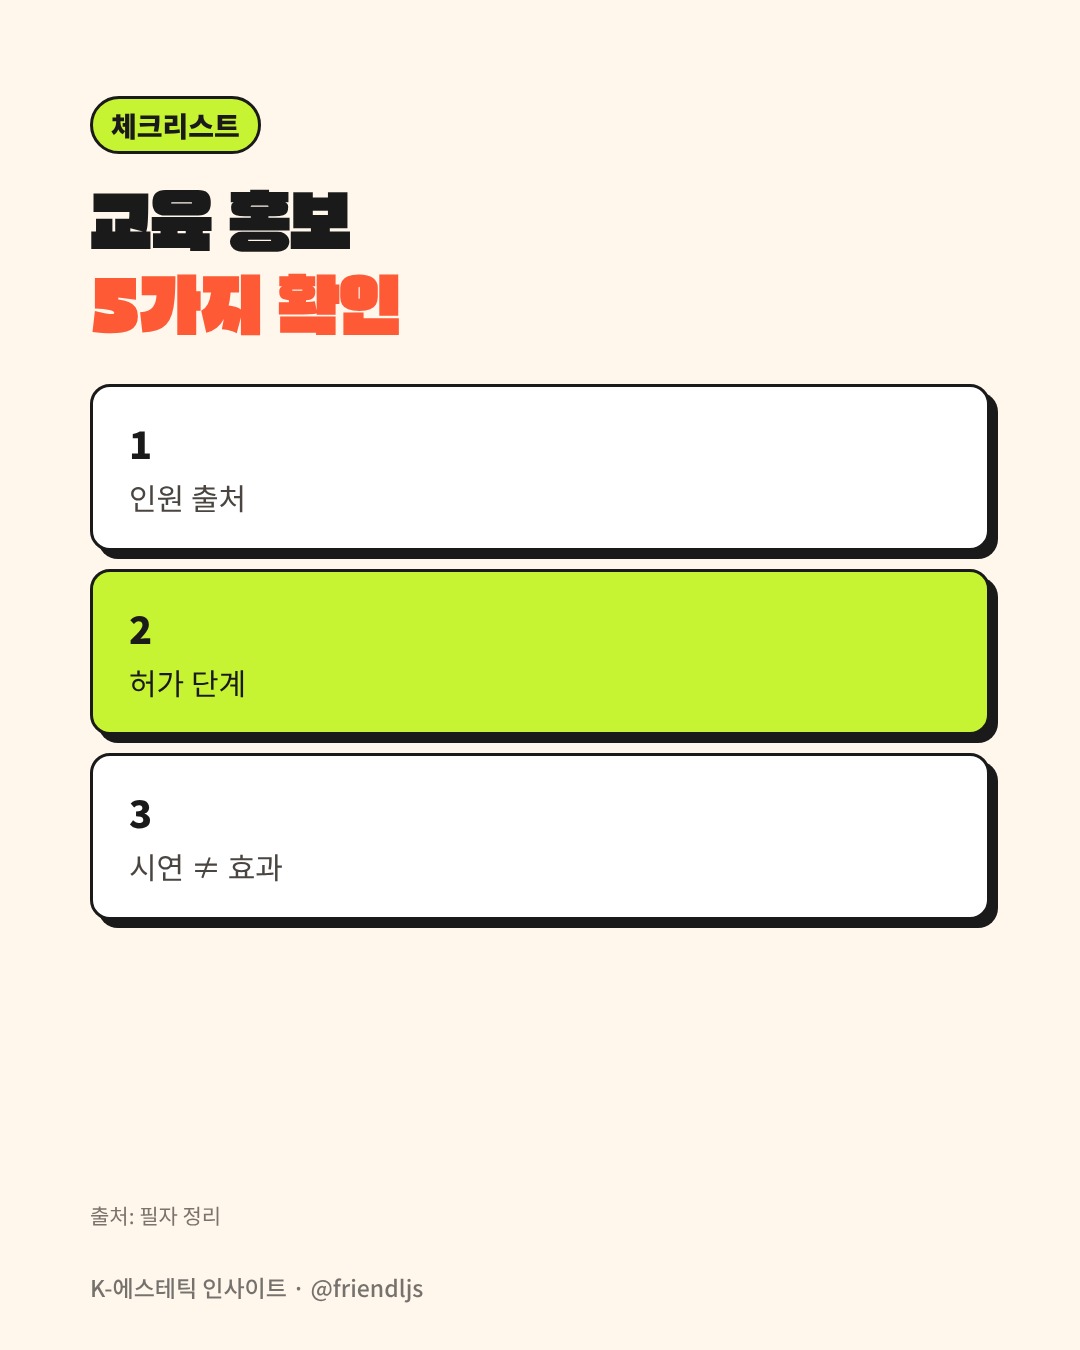 체크리스트
교육 홍보
5가지 확인
1
인원 출처
2
허가 단계
3
시연 ≠ 효과
출처: 필자 정리
K-에스테틱 인사이트 · @friendljs